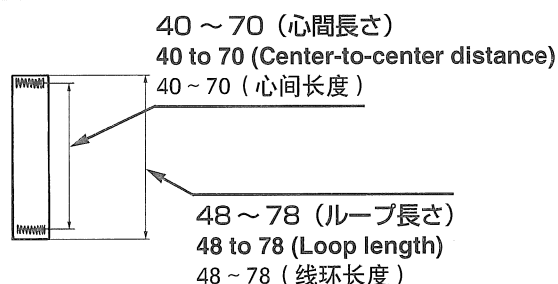 40 ～ 70（心間長さ）
40 to 70 (Center-to-center distance)
40 ~ 70（心间长度）
48 ～ 78（ループ長さ）
48 to 78 (Loop length)
48 ~ 78（线环长度）